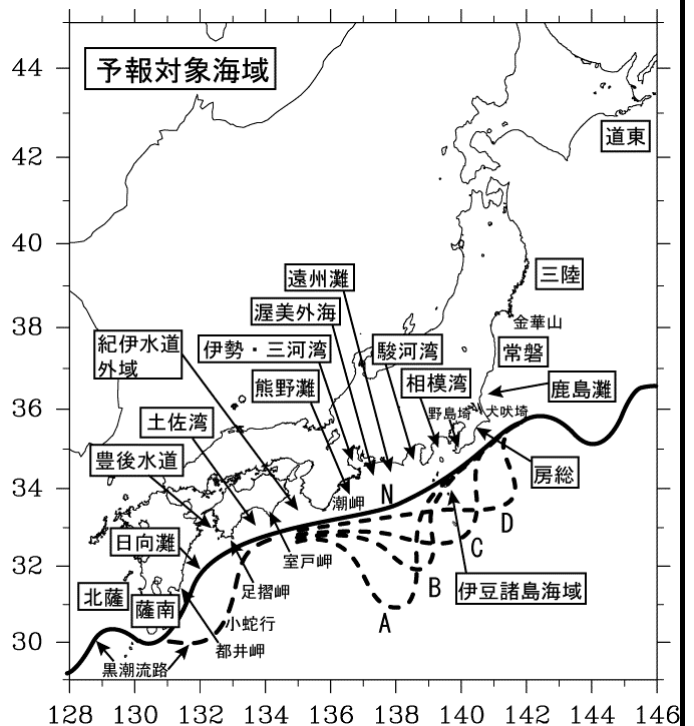 予報対象海域
44
42
40
38
36
34
32
30
128
130
132
134
136
138
140
142
144
146
道東
三陸
金華山
常磐
鹿島灘
遠州灘
渥美外海
紀伊水道
外域
伊勢・三河湾
駿河湾
熊野灘
相模湾
野島埼
犬吠埼
土佐湾
豊後水道
房総
潮岬
N
D
C
B
A
室戸岬
日向灘
足摺岬
伊豆諸島海域
北薩
薩南
小蛇行
都井岬
黒潮流路